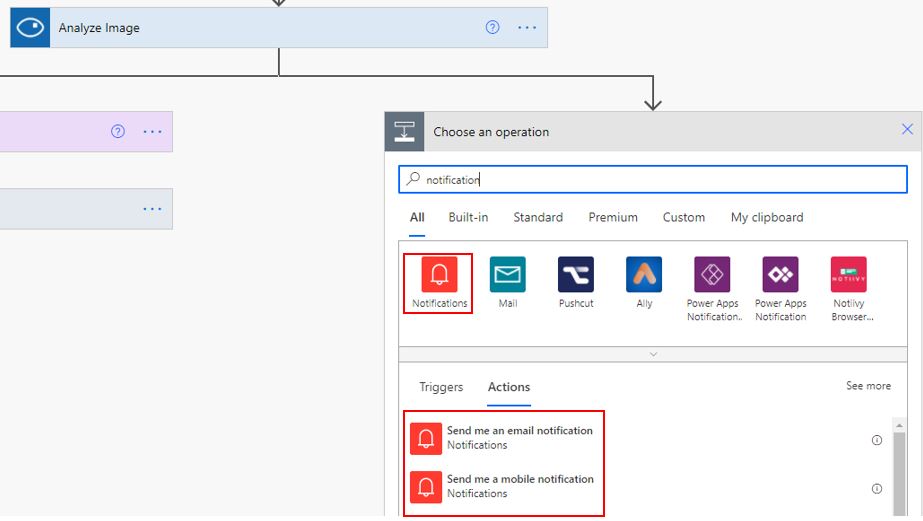 Analyze Image
Choose an operation
notification
All Built-in Standard Premium Custom My clipboard
Notifications Mail Pushcut Ally Power Apps Notification.. Power Apps Notification Notiivy Browser...
NOTIIVY
Triggers Actions See more
Send me an email notification
Notifications
Send me a mobile notification
Notifications